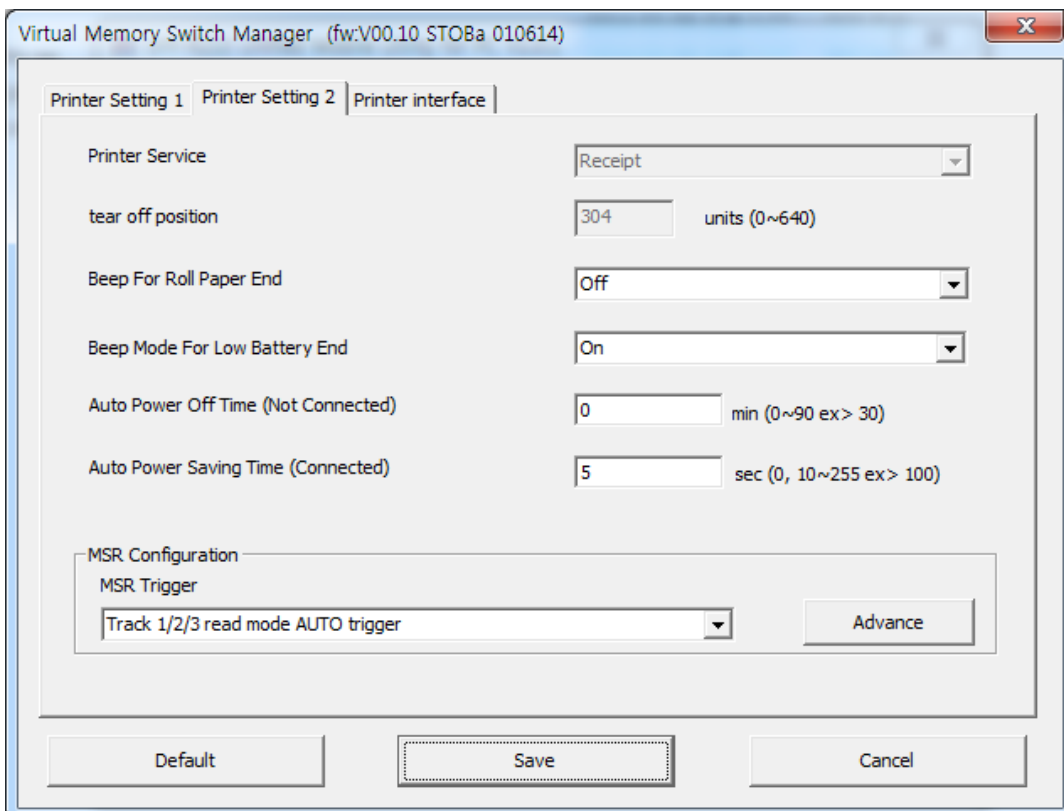 Virtual Memory Switch Manager (fw:V00.10 STOBa 010614)
Printer Setting 1 Printer Setting 2 Printer interface
Printer Service Receipt
tear off position 304 units (0~640)
Beep For Roll Paper End Off
Beep Mode For Low Battery End On
Auto Power Off Time (Not Connected) 0 min (0~90 ex> 30)
Auto Power Saving Time (Connected) 5 sec (0, 10~255 ex> 100)
MSR Configuration
MSR Trigger
Track 1/2/3 read mode AUTO trigger Advance
Default Save Cancel